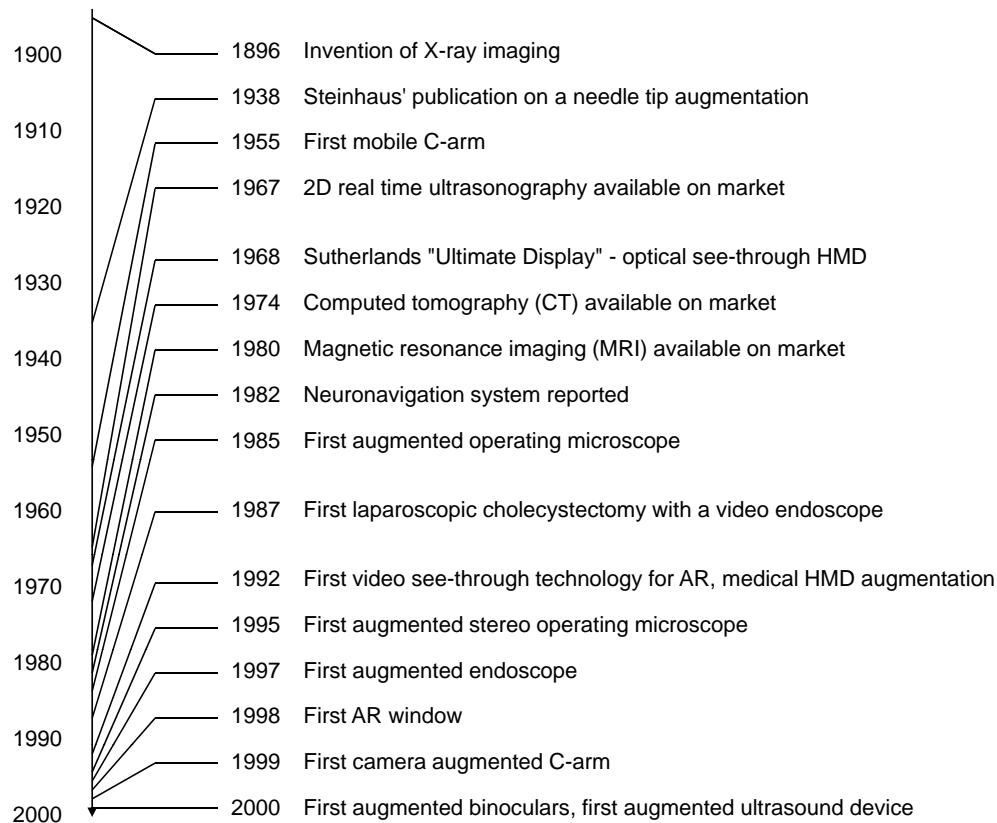 1900
1910
1920
1930
1940
1950
1960
1970
1980
1990
2000
1896 Invention of X-ray imaging
1938 Steinhaus' publication on a needle tip augmentation
1955 First mobile C-arm
1967 2D real time ultrasonography available on market
1968 Sutherlands "Ultimate Display" - optical see-through HMD
1974 Computed tomography (CT) available on market
1980 Magnetic resonance imaging (MRI) available on market
1982 Neuronavigation system reported
1985 First augmented operating microscope
1987 First laparoscopic cholecystectomy with a video endoscope
1992 First video see-through technology for AR, medical HMD augmentation
1995 First augmented stereo operating microscope
1997 First augmented endoscope
1998 First AR window
1999 First camera augmented C-arm
2000 First augmented binoculars, first augmented ultrasound device